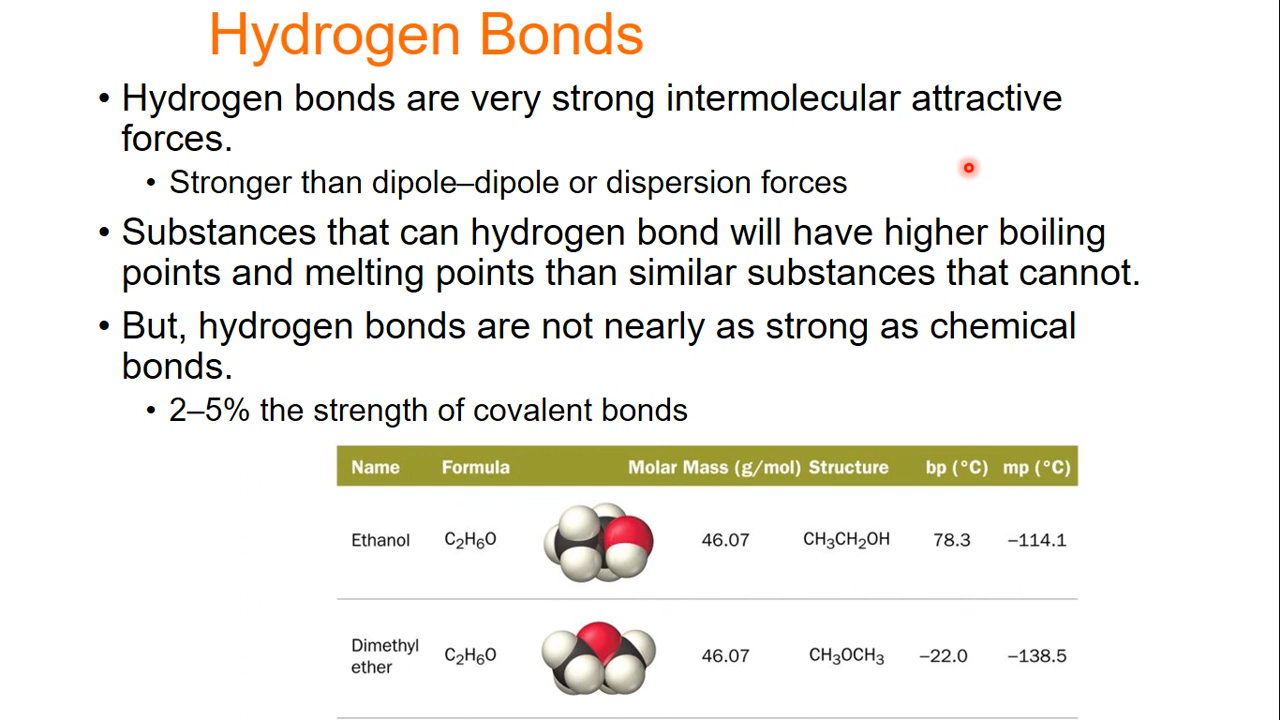 Hydrogen Bonds
• Hydrogen bonds are very strong intermolecular attractive
forces.
• Stronger than dipole–dipole or dispersion forces
• Substances that can hydrogen bond will have higher boiling
points and melting points than similar substances that cannot.
• But, hydrogen bonds are not nearly as strong as chemical
bonds.
• 2–5% the strength of covalent bonds
Name Formula Molar Mass (g/mol) Structure bp (°C) mp (°C)
Ethanol C₂H₆O 46.07 CH₃CH₂OH 78.3 −114.1
Dimethyl
ether C₂H₆O 46.07 CH₃OCH₃ −22.0 −138.5